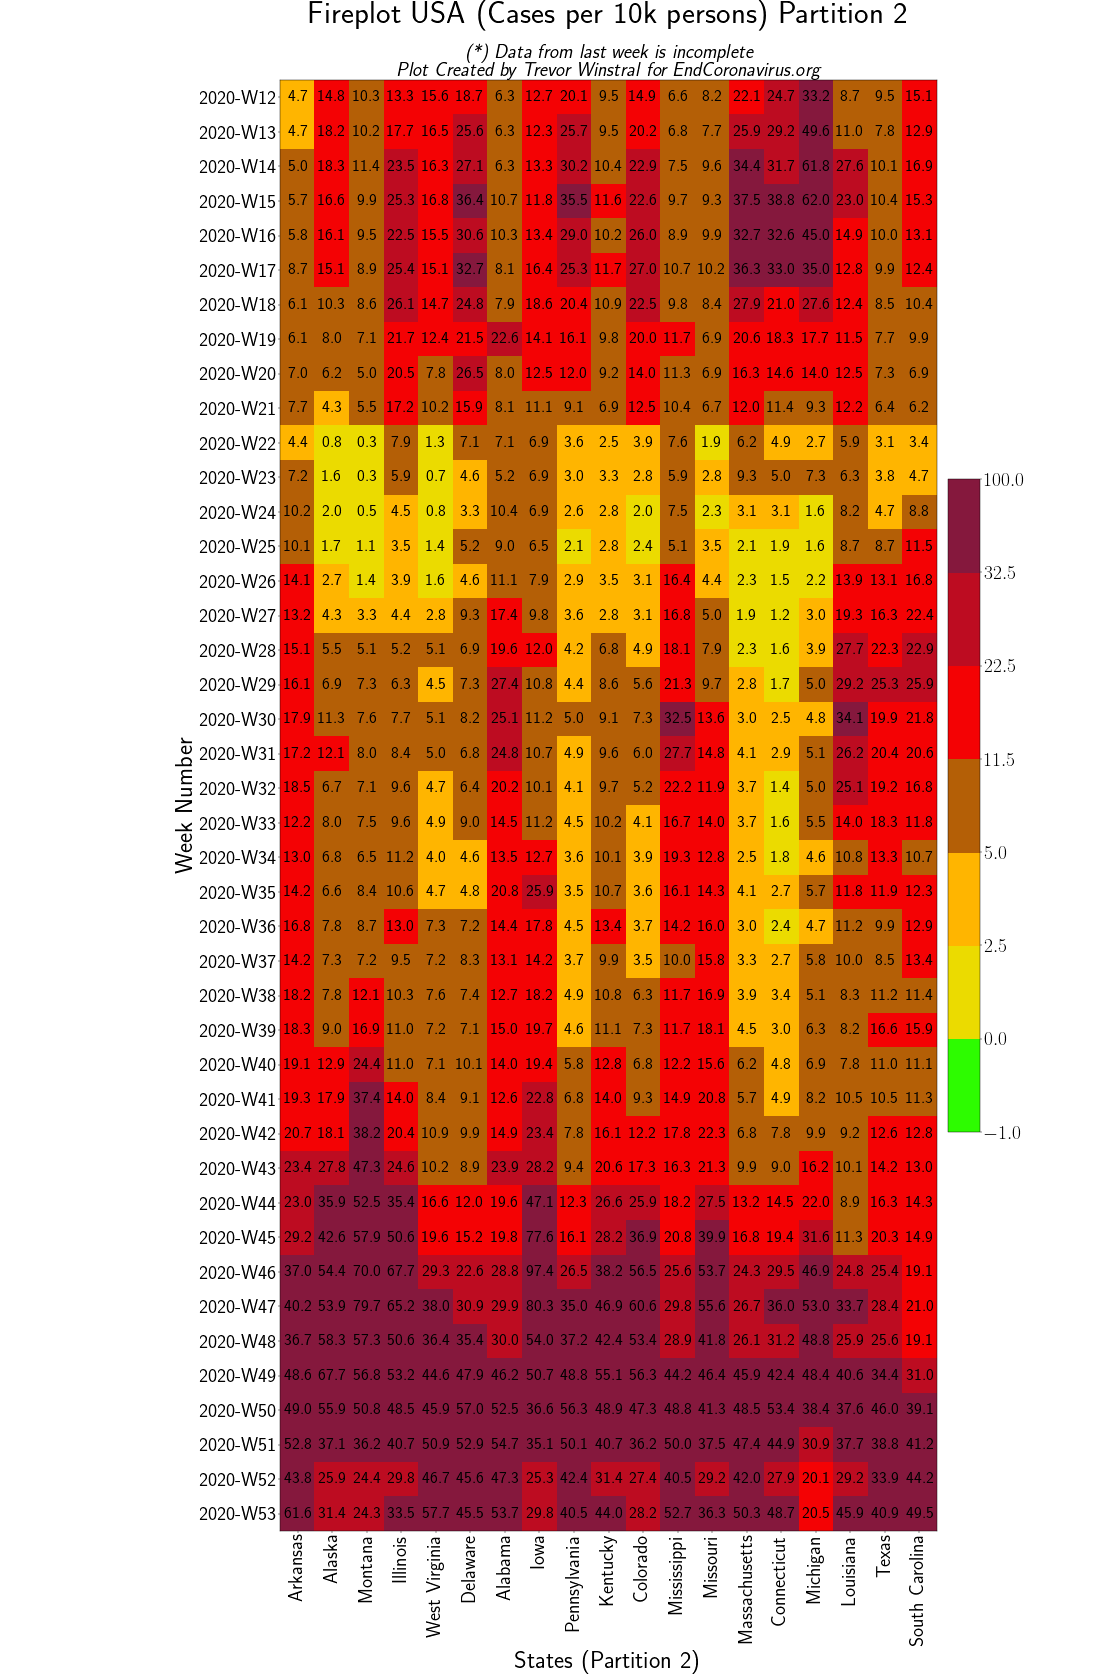 Fireplot USA (Cases per 10k persons) Partition 2
(*) Data from last week is incomplete
Plot Created by Trevor Winstral for EndCoronavirus.org
2020-W12 4.7 14.8 10.3 13.3 15.6 18.7 6.3 12.7 20.1 9.5 14.9 6.6 8.2 22.1 24.7 33.2 8.7 9.5 15.1
2020-W13 4.7 18.2 10.2 17.7 16.5 25.6 6.3 12.3 25.7 9.5 20.2 6.8 7.7 25.9 29.2 49.6 11.0 7.8 12.9
2020-W14 5.0 18.3 11.4 23.5 16.3 27.1 6.3 13.3 30.2 10.4 22.9 7.5 9.6 34.4 31.7 61.8 27.6 10.1 16.9
2020-W15 5.7 16.6 9.9 25.3 16.8 36.4 10.7 11.8 35.5 11.6 22.6 9.7 9.3 37.5 38.8 62.0 23.0 10.4 15.3
2020-W16 5.8 16.1 9.5 22.5 15.5 30.6 10.3 13.4 29.0 10.2 26.0 8.9 9.9 32.7 32.6 45.0 14.9 10.0 13.1
2020-W17 8.7 15.1 8.9 25.4 15.1 32.7 8.1 16.4 25.3 11.7 27.0 10.7 10.2 36.3 33.0 35.0 12.8 9.9 12.4
2020-W18 6.1 10.3 8.6 26.1 14.7 24.8 7.9 18.6 20.4 10.9 22.5 9.8 8.4 27.9 21.0 27.6 12.4 8.5 10.4
2020-W19 6.1 8.0 7.1 21.7 12.4 21.5 22.6 14.1 16.1 9.8 20.0 11.7 6.9 20.6 18.3 17.7 11.5 7.7 9.9
2020-W20 7.0 6.2 5.0 20.5 7.8 26.5 8.0 12.5 12.0 9.2 14.0 11.3 6.9 16.3 14.6 14.0 12.5 7.3 6.9
2020-W21 7.7 4.3 5.5 17.2 10.2 15.9 8.1 11.1 9.1 6.9 12.5 10.4 6.7 12.0 11.4 9.3 12.2 6.4 6.2
2020-W22 4.4 0.8 0.3 7.9 1.3 7.1 7.1 6.9 3.6 2.5 3.9 7.6 1.9 6.2 4.9 2.7 5.9 3.1 3.4
2020-W23 7.2 1.6 0.3 5.9 0.7 4.6 5.2 6.9 3.0 3.3 2.8 5.9 2.8 9.3 5.0 7.3 6.3 3.8 4.7
2020-W24 10.2 2.0 0.5 4.5 0.8 3.3 10.4 6.9 2.6 2.8 2.0 7.5 2.3 3.1 3.1 1.6 8.2 4.7 8.8
2020-W25 10.1 1.7 1.1 3.5 1.4 5.2 9.0 6.5 2.1 2.8 2.4 5.1 3.5 2.1 1.9 1.6 8.7 8.7 11.5
2020-W26 14.1 2.7 1.4 3.9 1.6 4.6 11.1 7.9 2.9 3.5 3.1 16.4 4.4 2.3 1.5 2.2 13.9 13.1 16.8
2020-W27 13.2 4.3 3.3 4.4 2.8 9.3 17.4 9.8 3.6 2.8 3.1 16.8 5.0 1.9 1.2 3.0 19.3 16.3 22.4
2020-W28 15.1 5.5 5.1 5.2 5.1 6.9 19.6 12.0 4.2 6.8 4.9 18.1 7.9 2.3 1.6 3.9 27.7 22.3 22.9
2020-W29 16.1 6.9 7.3 6.3 4.5 7.3 27.4 10.8 4.4 8.6 5.6 21.3 9.7 2.8 1.7 5.0 29.2 25.3 25.9
2020-W30 17.9 11.3 7.6 7.7 5.1 8.2 25.1 11.2 5.0 9.1 7.3 32.5 13.6 3.0 2.5 4.8 34.1 19.9 21.8
2020-W31 17.2 12.1 8.0 8.4 5.0 6.8 24.8 10.7 4.9 9.6 6.0 27.7 14.8 4.1 2.9 5.1 26.2 20.4 20.6
2020-W32 18.5 6.7 7.1 9.6 4.7 6.4 20.2 10.1 4.1 9.7 5.2 22.2 11.9 3.7 1.4 5.0 25.1 19.2 16.8
2020-W33 12.2 8.0 7.5 9.6 4.9 9.0 14.5 11.2 4.5 10.2 4.1 16.7 14.0 3.7 1.6 5.5 14.0 18.3 11.8
2020-W34 13.0 6.8 6.5 11.2 4.0 4.6 13.5 12.7 3.6 10.1 3.9 19.3 12.8 2.5 1.8 4.6 10.8 13.3 10.7
2020-W35 14.2 6.6 8.4 10.6 4.7 4.8 20.8 25.9 3.5 10.7 3.6 16.1 14.3 4.1 2.7 5.7 11.8 11.9 12.3
2020-W36 16.8 7.8 8.7 13.0 7.3 7.2 14.4 17.8 4.5 13.4 3.7 14.2 16.0 3.0 2.4 4.7 11.2 9.9 12.9
2020-W37 14.2 7.3 7.2 9.5 7.2 8.3 13.1 14.2 3.7 9.9 3.5 10.0 15.8 3.3 2.7 5.8 10.0 8.5 13.4
2020-W38 18.2 7.8 12.1 10.3 7.6 7.4 12.7 18.2 4.9 10.8 6.3 11.7 16.9 3.9 3.4 5.1 8.3 11.2 11.4
2020-W39 18.3 9.0 16.9 11.0 7.2 7.1 15.0 19.7 4.6 11.1 7.3 11.7 18.1 4.5 3.0 6.3 8.2 16.6 15.9
2020-W40 19.1 12.9 24.4 11.0 7.1 10.1 14.0 19.4 5.8 12.8 6.8 12.2 15.6 6.2 4.8 6.9 7.8 11.0 11.1
2020-W41 19.3 17.9 37.4 14.0 8.4 9.1 12.6 22.8 6.8 14.0 9.3 14.9 20.8 5.7 4.9 8.2 10.5 10.5 11.3
2020-W42 20.7 18.1 38.2 20.4 10.9 9.9 14.9 23.4 7.8 16.1 12.2 17.8 22.3 6.8 7.8 9.9 9.2 12.6 12.8
2020-W43 23.4 27.8 47.3 24.6 10.2 8.9 23.9 28.2 9.4 20.6 17.3 16.3 21.3 9.9 9.0 16.2 10.1 14.2 13.0
2020-W44 23.0 35.9 52.5 35.4 16.6 12.0 19.6 47.1 12.3 26.6 25.9 18.2 27.5 13.2 14.5 22.0 8.9 16.3 14.3
2020-W45 29.2 42.6 57.9 50.6 19.6 15.2 19.8 77.6 16.1 28.2 36.9 20.8 39.9 16.8 19.4 31.6 11.3 20.3 14.9
2020-W46 37.0 54.4 70.0 67.7 29.3 22.6 28.8 97.4 26.5 38.2 56.5 25.6 53.7 24.3 29.5 46.9 24.8 25.4 19.1
2020-W47 40.2 53.9 79.7 65.2 38.0 30.9 29.9 80.3 35.0 46.9 60.6 29.8 55.6 26.7 36.0 53.0 33.7 28.4 21.0
2020-W48 36.7 58.3 57.3 50.6 36.4 35.4 30.0 54.0 37.2 42.4 53.4 28.9 41.8 26.1 31.2 48.8 25.9 25.6 19.1
2020-W49 48.6 67.7 56.8 53.2 44.6 47.9 46.2 50.7 48.8 55.1 56.3 44.2 46.4 45.9 42.4 48.4 40.6 34.4 31.0
2020-W50 49.0 55.9 50.8 48.5 45.9 57.0 52.5 36.6 56.3 48.9 47.3 48.8 41.3 48.5 53.4 38.4 37.6 46.0 39.1
2020-W51 52.8 37.1 36.2 40.7 50.9 52.9 54.7 35.1 50.1 40.7 36.2 50.0 37.5 47.4 44.9 30.9 37.7 38.8 41.2
2020-W52 43.8 25.9 24.4 29.8 46.7 45.6 47.3 25.3 42.4 31.4 27.4 40.5 29.2 42.0 27.9 20.1 29.2 33.9 44.2
2020-W53 61.6 31.4 24.3 33.5 57.7 45.5 53.7 29.8 40.5 44.0 28.2 52.7 36.3 50.3 48.7 20.5 45.9 40.9 49.5
Week Number
Arkansas Alaska Montana Illinois West Virginia Delaware Alabama Iowa Pennsylvania Kentucky Colorado Mississippi Missouri Massachusetts Connecticut Michigan Louisiana Texas South Carolina
States (Partition 2)
100.0
32.5
22.5
11.5
5.0
2.5
0.0
−1.0